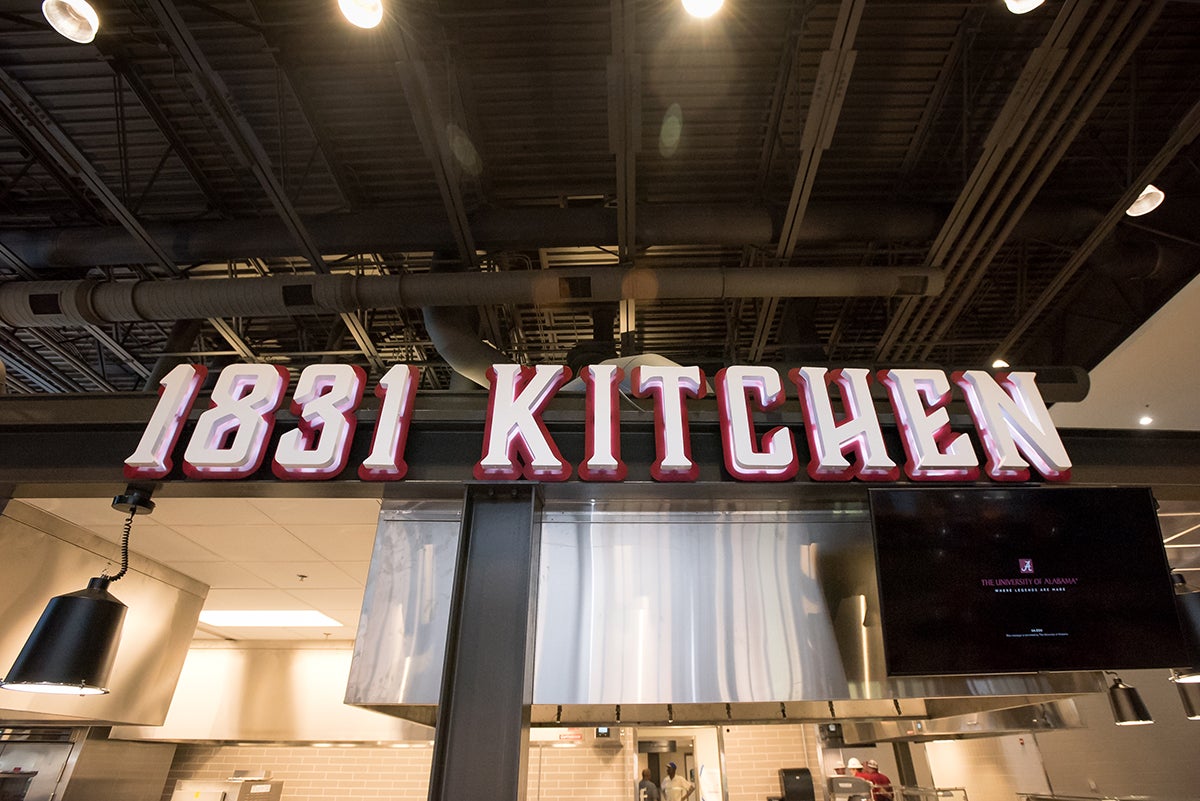 1831 KITCHEN
A
THE UNIVERSITY OF ALABAMA®
WHERE LEGENDS ARE MADE